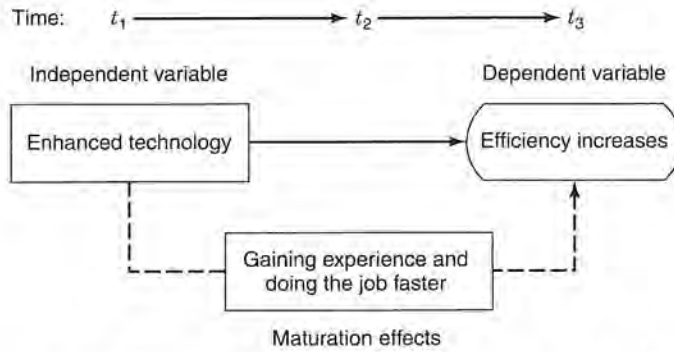 Time: t1 t2 t3
Independent variable
Dependent variable
Enhanced technology
Efficiency increases
Gaining experience and
doing the job faster
Maturation effects